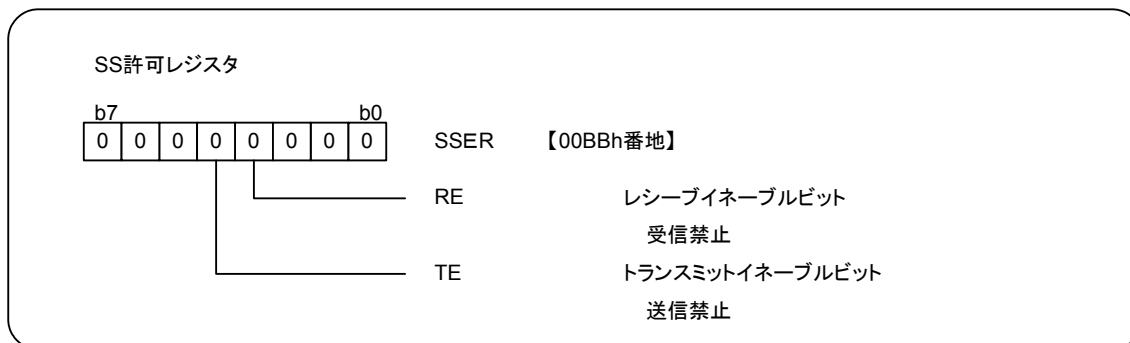 SS許可レジスタ
b7 b0
0 0 0 0 0 0 0 0 SSER 【00BBh番地】
RE レシーブイネーブルビット
受信禁止
TE トランスミットイネーブルビット
送信禁止